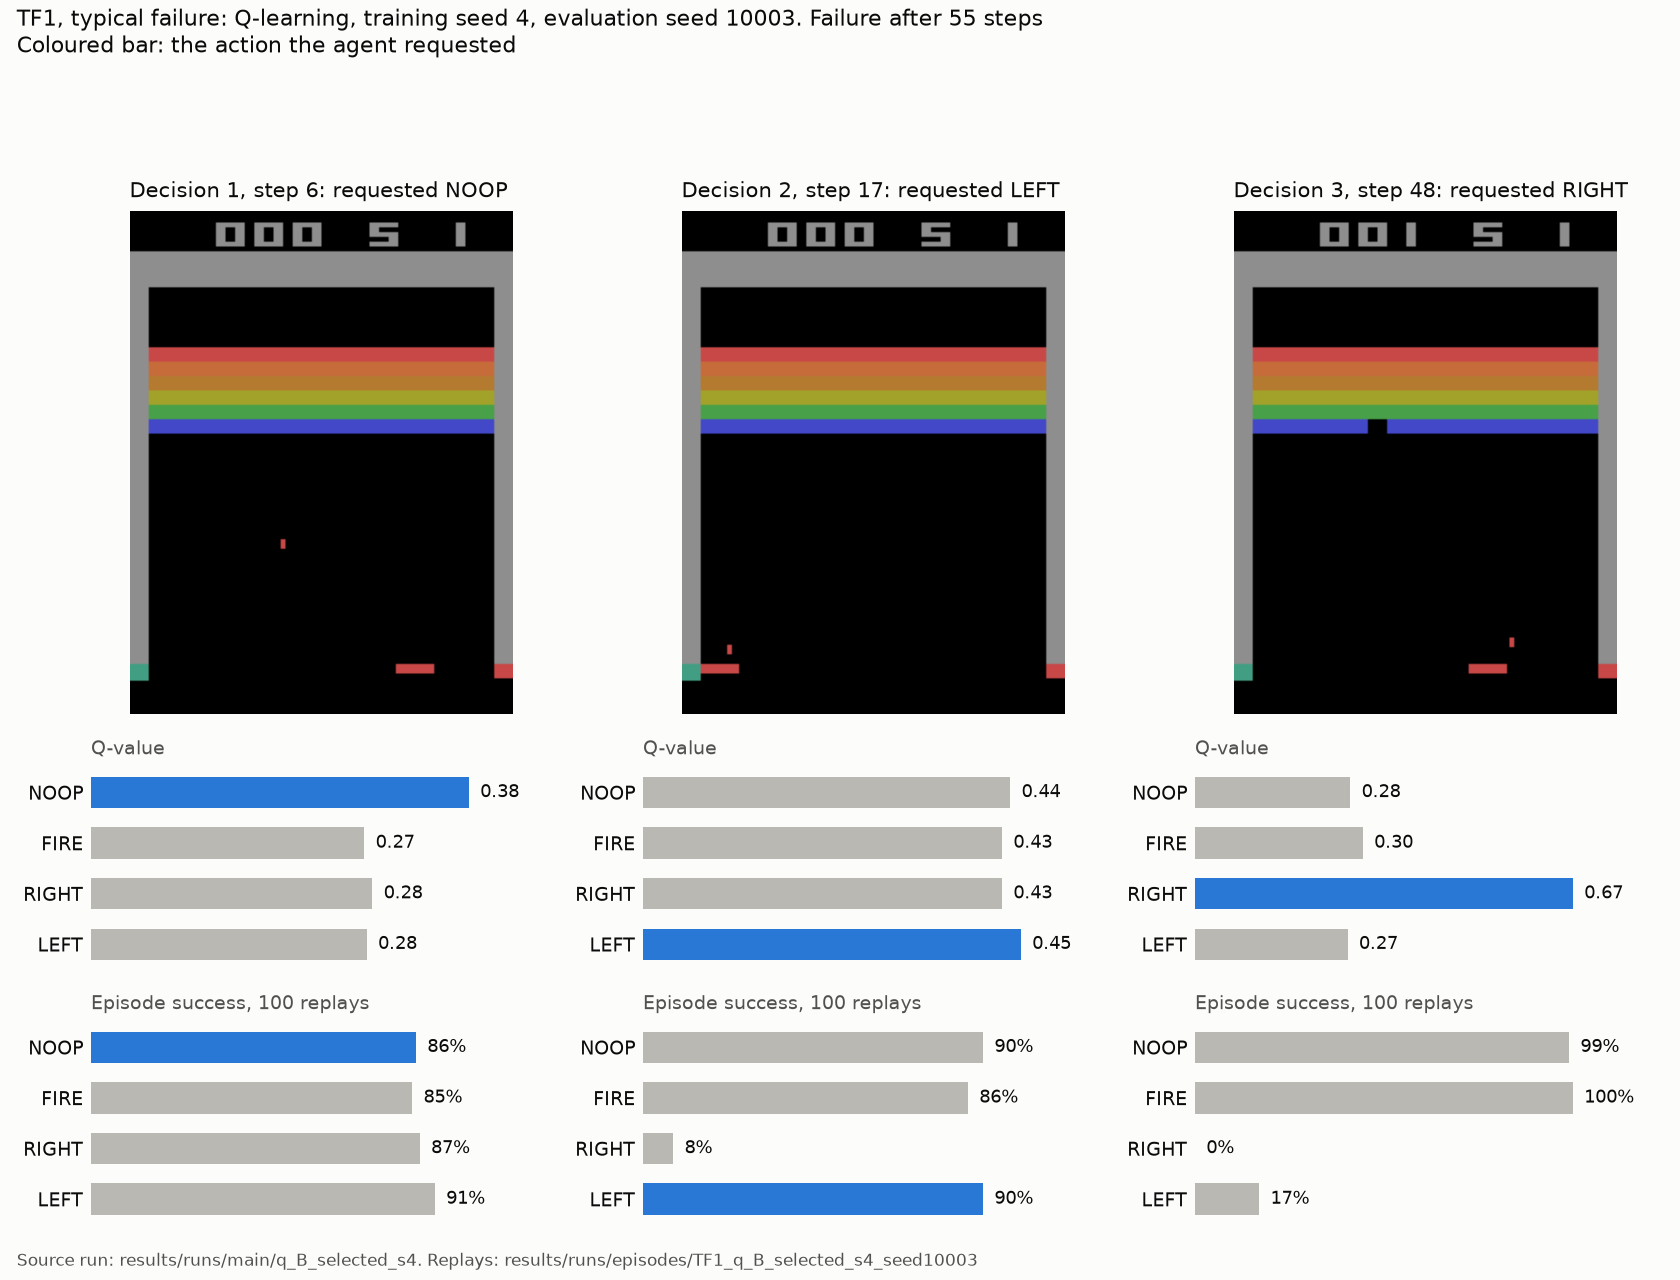 TF1, typical failure: Q-learning, training seed 4, evaluation seed 10003. Failure after 55 steps
Coloured bar: the action the agent requested
Decision 1, step 6: requested NOOP
Decision 2, step 17: requested LEFT
Decision 3, step 48: requested RIGHT
000 5 1
000 5 1
001 5 1
Q-value
NOOP 0.38
FIRE 0.27
RIGHT 0.28
LEFT 0.28
Q-value
NOOP 0.44
FIRE 0.43
RIGHT 0.43
LEFT 0.45
Q-value
NOOP 0.28
FIRE 0.30
RIGHT 0.67
LEFT 0.27
Episode success, 100 replays
NOOP 86%
FIRE 85%
RIGHT 87%
LEFT 91%
Episode success, 100 replays
NOOP 90%
FIRE 86%
RIGHT 8%
LEFT 90%
Episode success, 100 replays
NOOP 99%
FIRE 100%
RIGHT 0%
LEFT 17%
Source run: results/runs/main/q_B_selected_s4. Replays: results/runs/episodes/TF1_q_B_selected_s4_seed10003